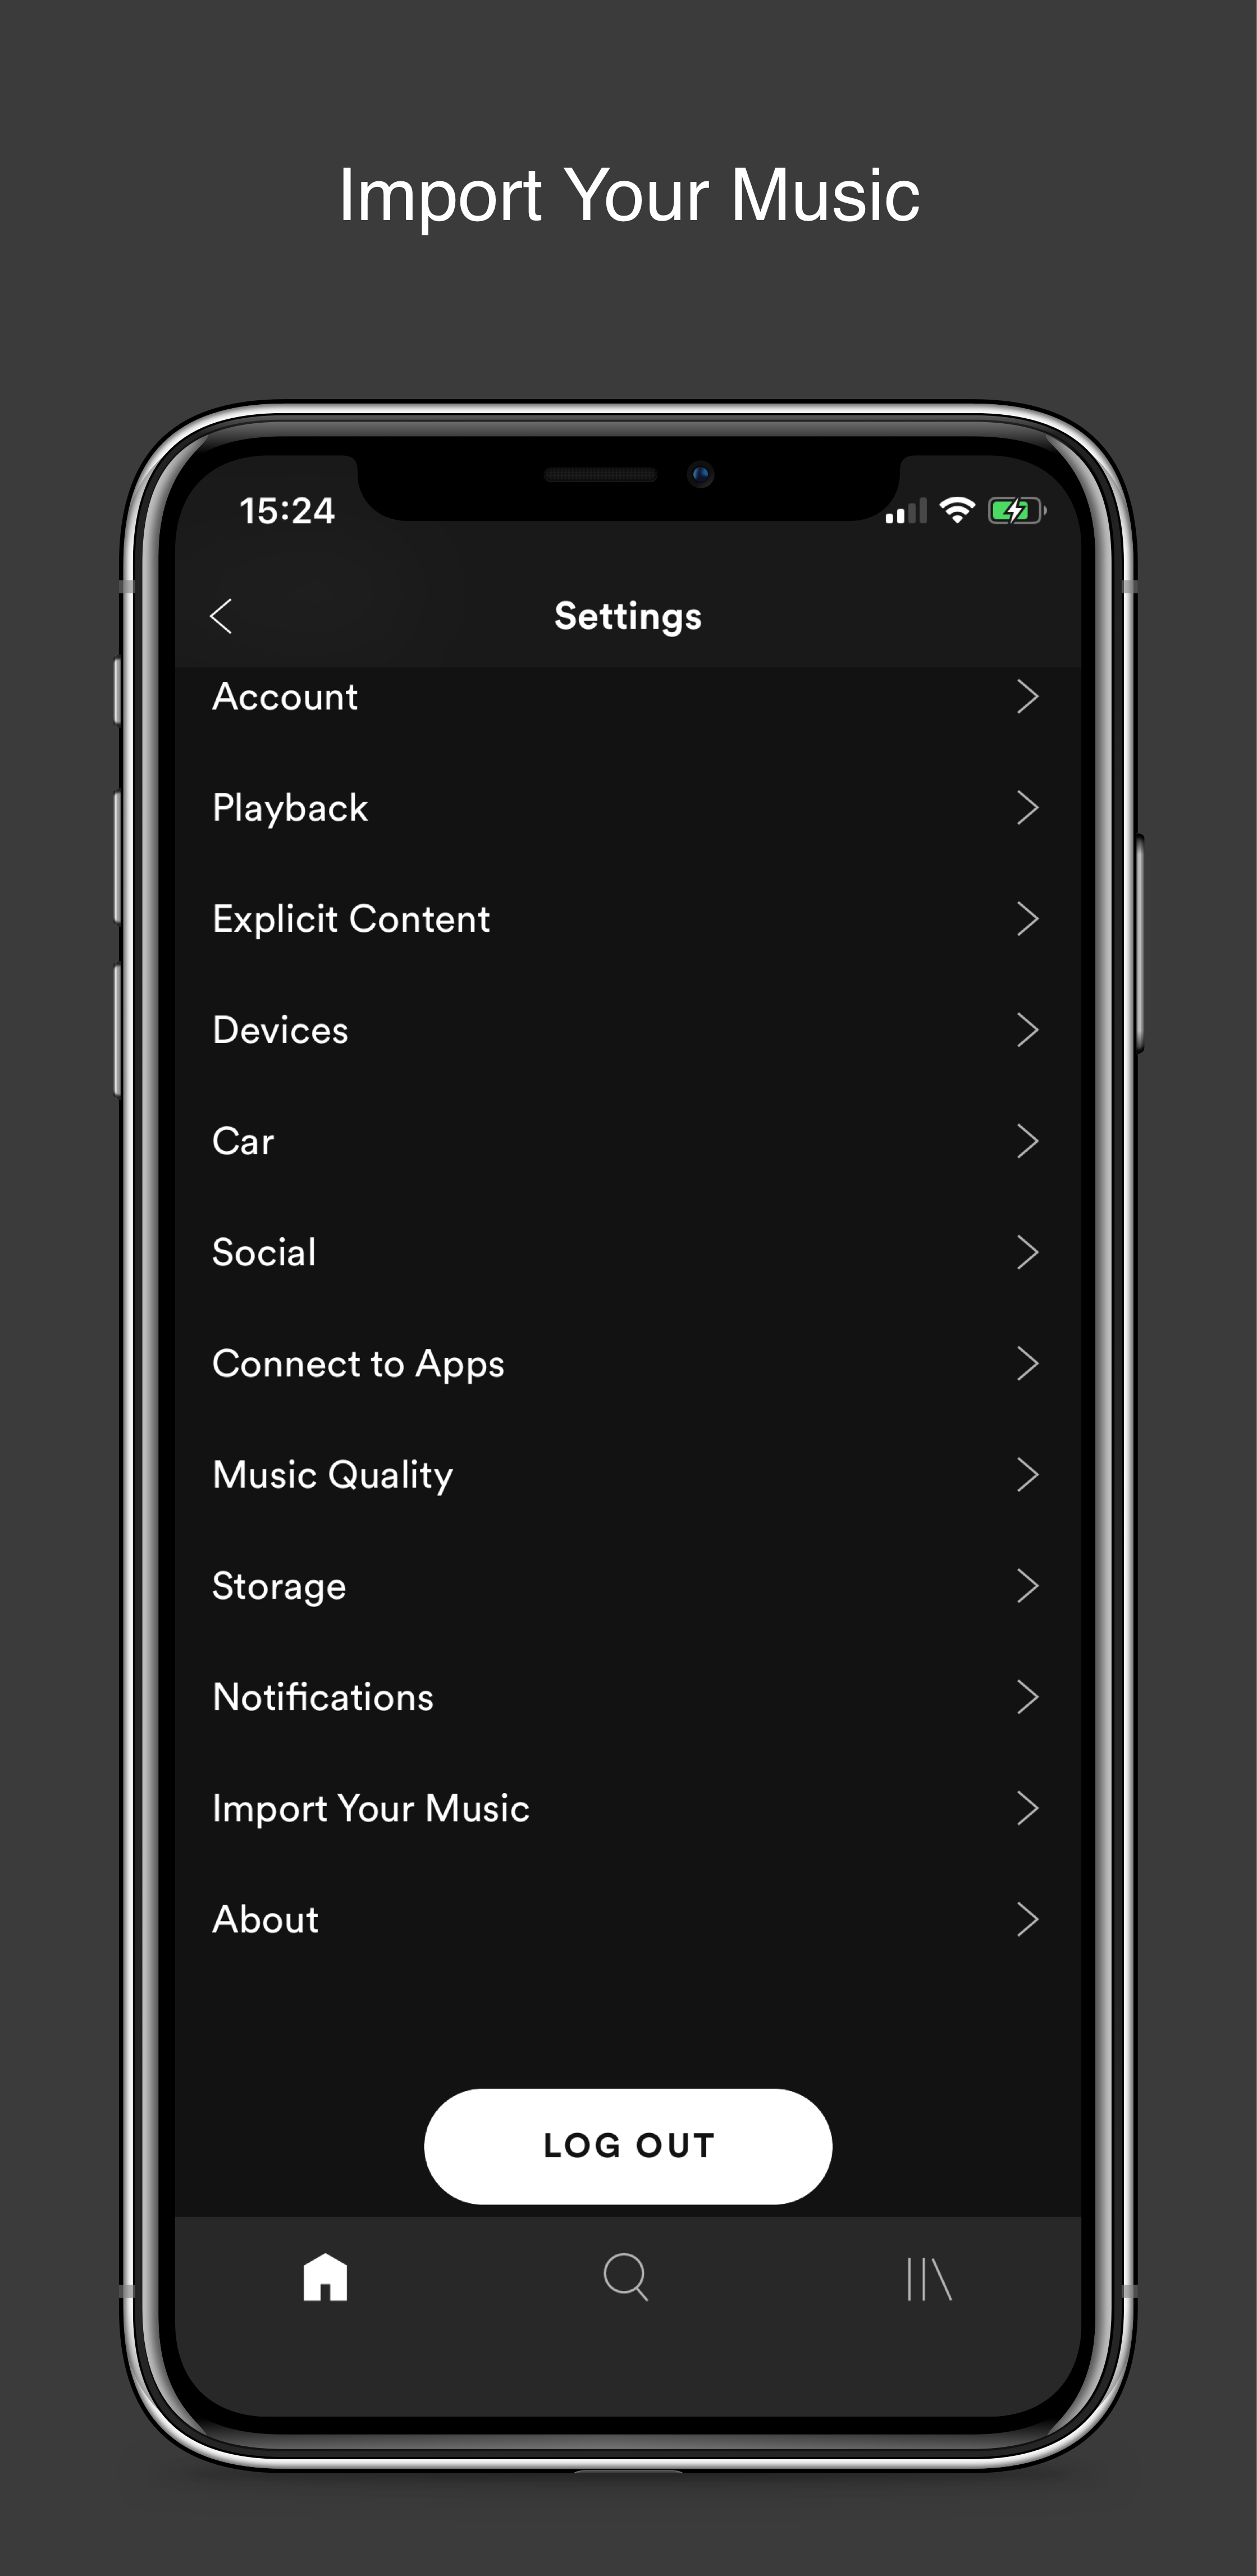 Import Your Music
15:24
Settings
Account
Playback
Explicit Content
Devices
Car
Social
Connect to Apps
Music Quality
Storage
Notifications
Import Your Music
About
LOG OUT